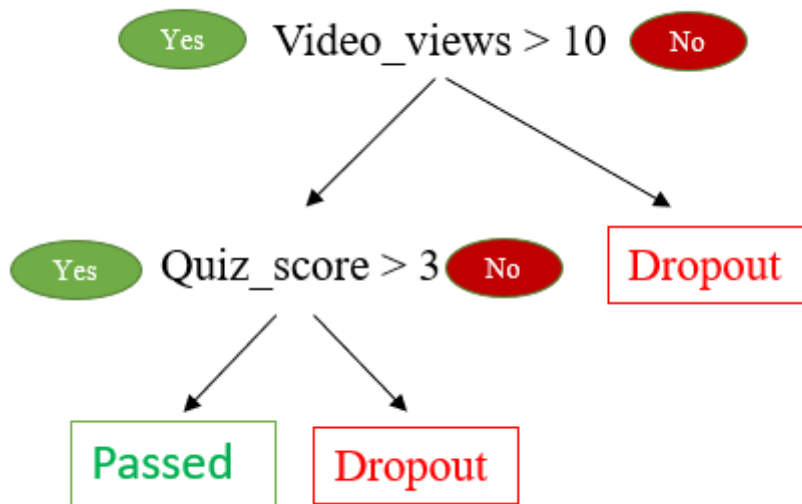 Yes Video_views > 10 No
Yes Quiz_score > 3 No Dropout
Passed Dropout